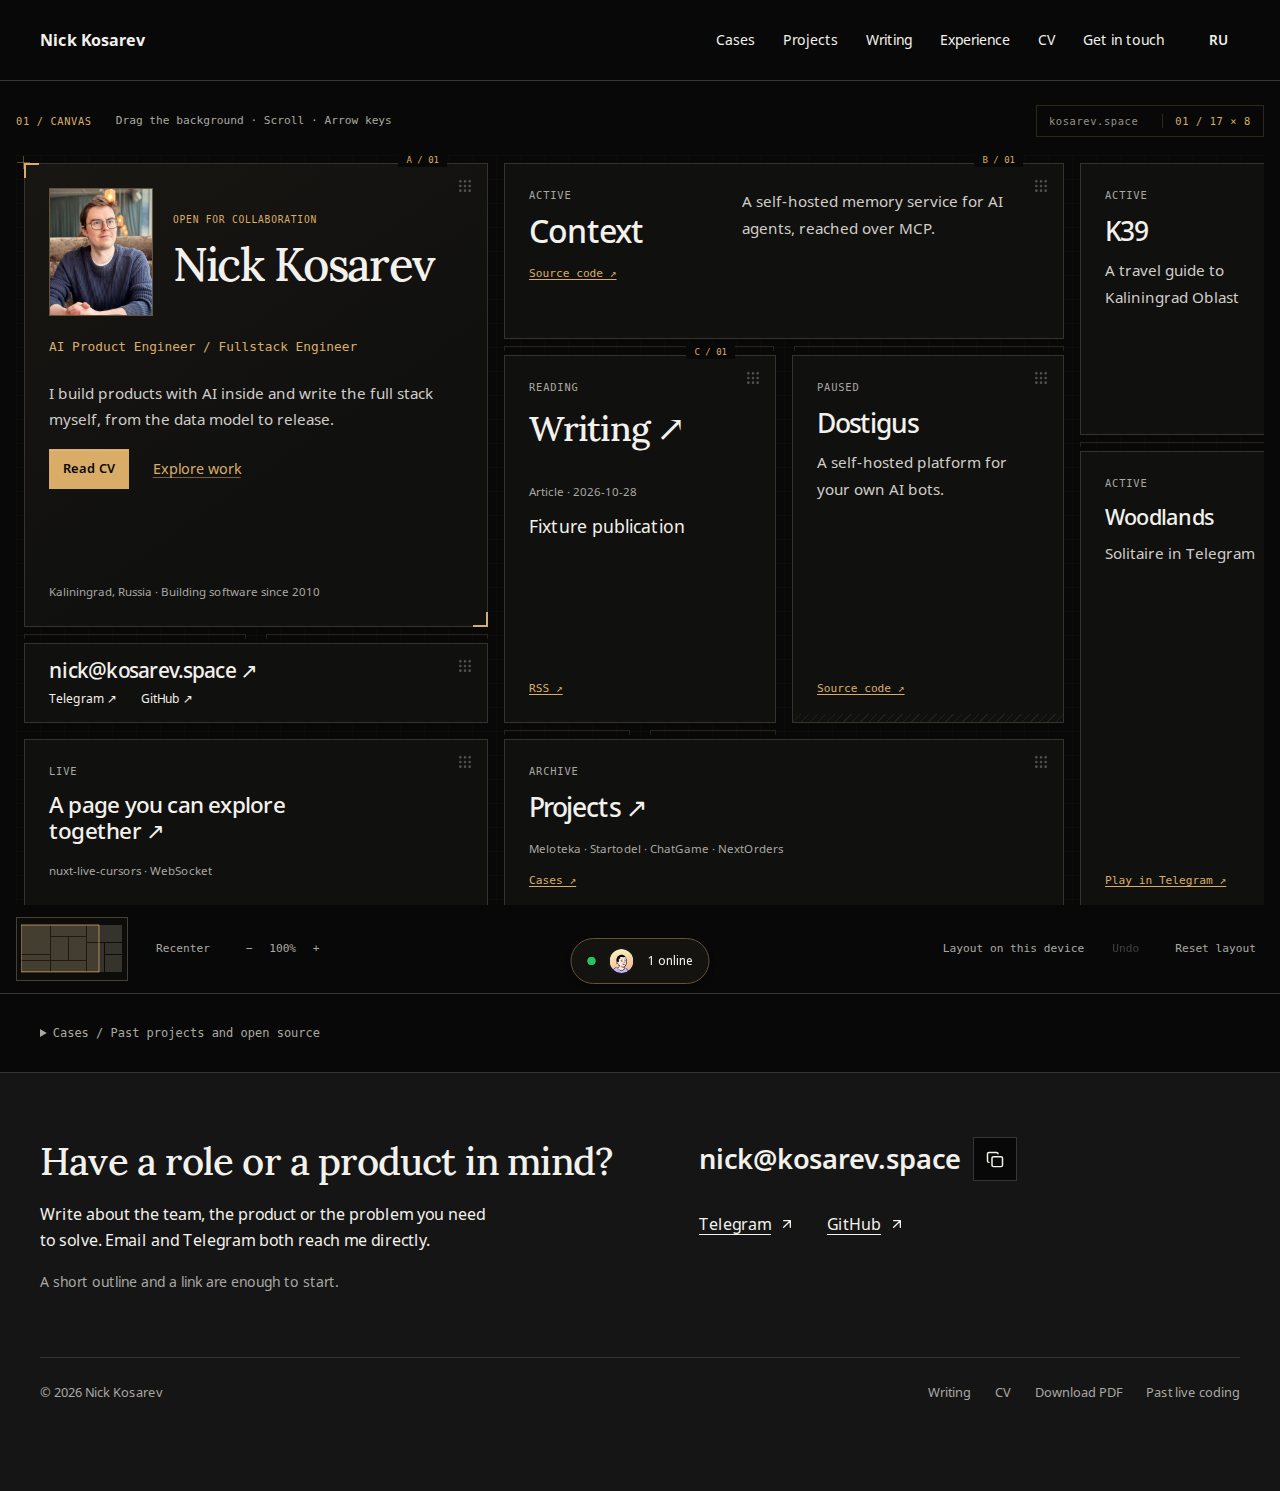 Nick Kosarev
Cases Projects Writing Experience CV Get in touch RU
01 / CANVAS Drag the background · Scroll · Arrow keys
kosarev.space 01 / 17 × 8
A / 01
OPEN FOR COLLABORATION
Nick Kosarev
AI Product Engineer / Fullstack Engineer
I build products with AI inside and write the full stack
myself, from the data model to release.
Read CV Explore work
Kaliningrad, Russia · Building software since 2010
B / 01
ACTIVE
Context
Source code ↗
A self-hosted memory service for AI
agents, reached over MCP.
ACTIVE
K39
A travel guide to
Kaliningrad Oblast
C / 01
READING
Writing ↗
Article · 2026-10-28
Fixture publication
RSS ↗
PAUSED
Dostigus
A self-hosted platform for
your own AI bots.
Source code ↗
ACTIVE
Woodlands
Solitaire in Telegram
Play in Telegram ↗
nick@kosarev.space ↗
Telegram ↗ GitHub ↗
LIVE
A page you can explore
together ↗
nuxt-live-cursors · WebSocket
ARCHIVE
Projects ↗
Meloteka · Startodel · ChatGame · NextOrders
Cases ↗
Recenter − 100% +
1 online
Layout on this device Undo Reset layout
▶ Cases / Past projects and open source
Have a role or a product in mind?
Write about the team, the product or the problem you need
to solve. Email and Telegram both reach me directly.
A short outline and a link are enough to start.
nick@kosarev.space
Telegram ↗ GitHub ↗
© 2026 Nick Kosarev
Writing CV Download PDF Past live coding